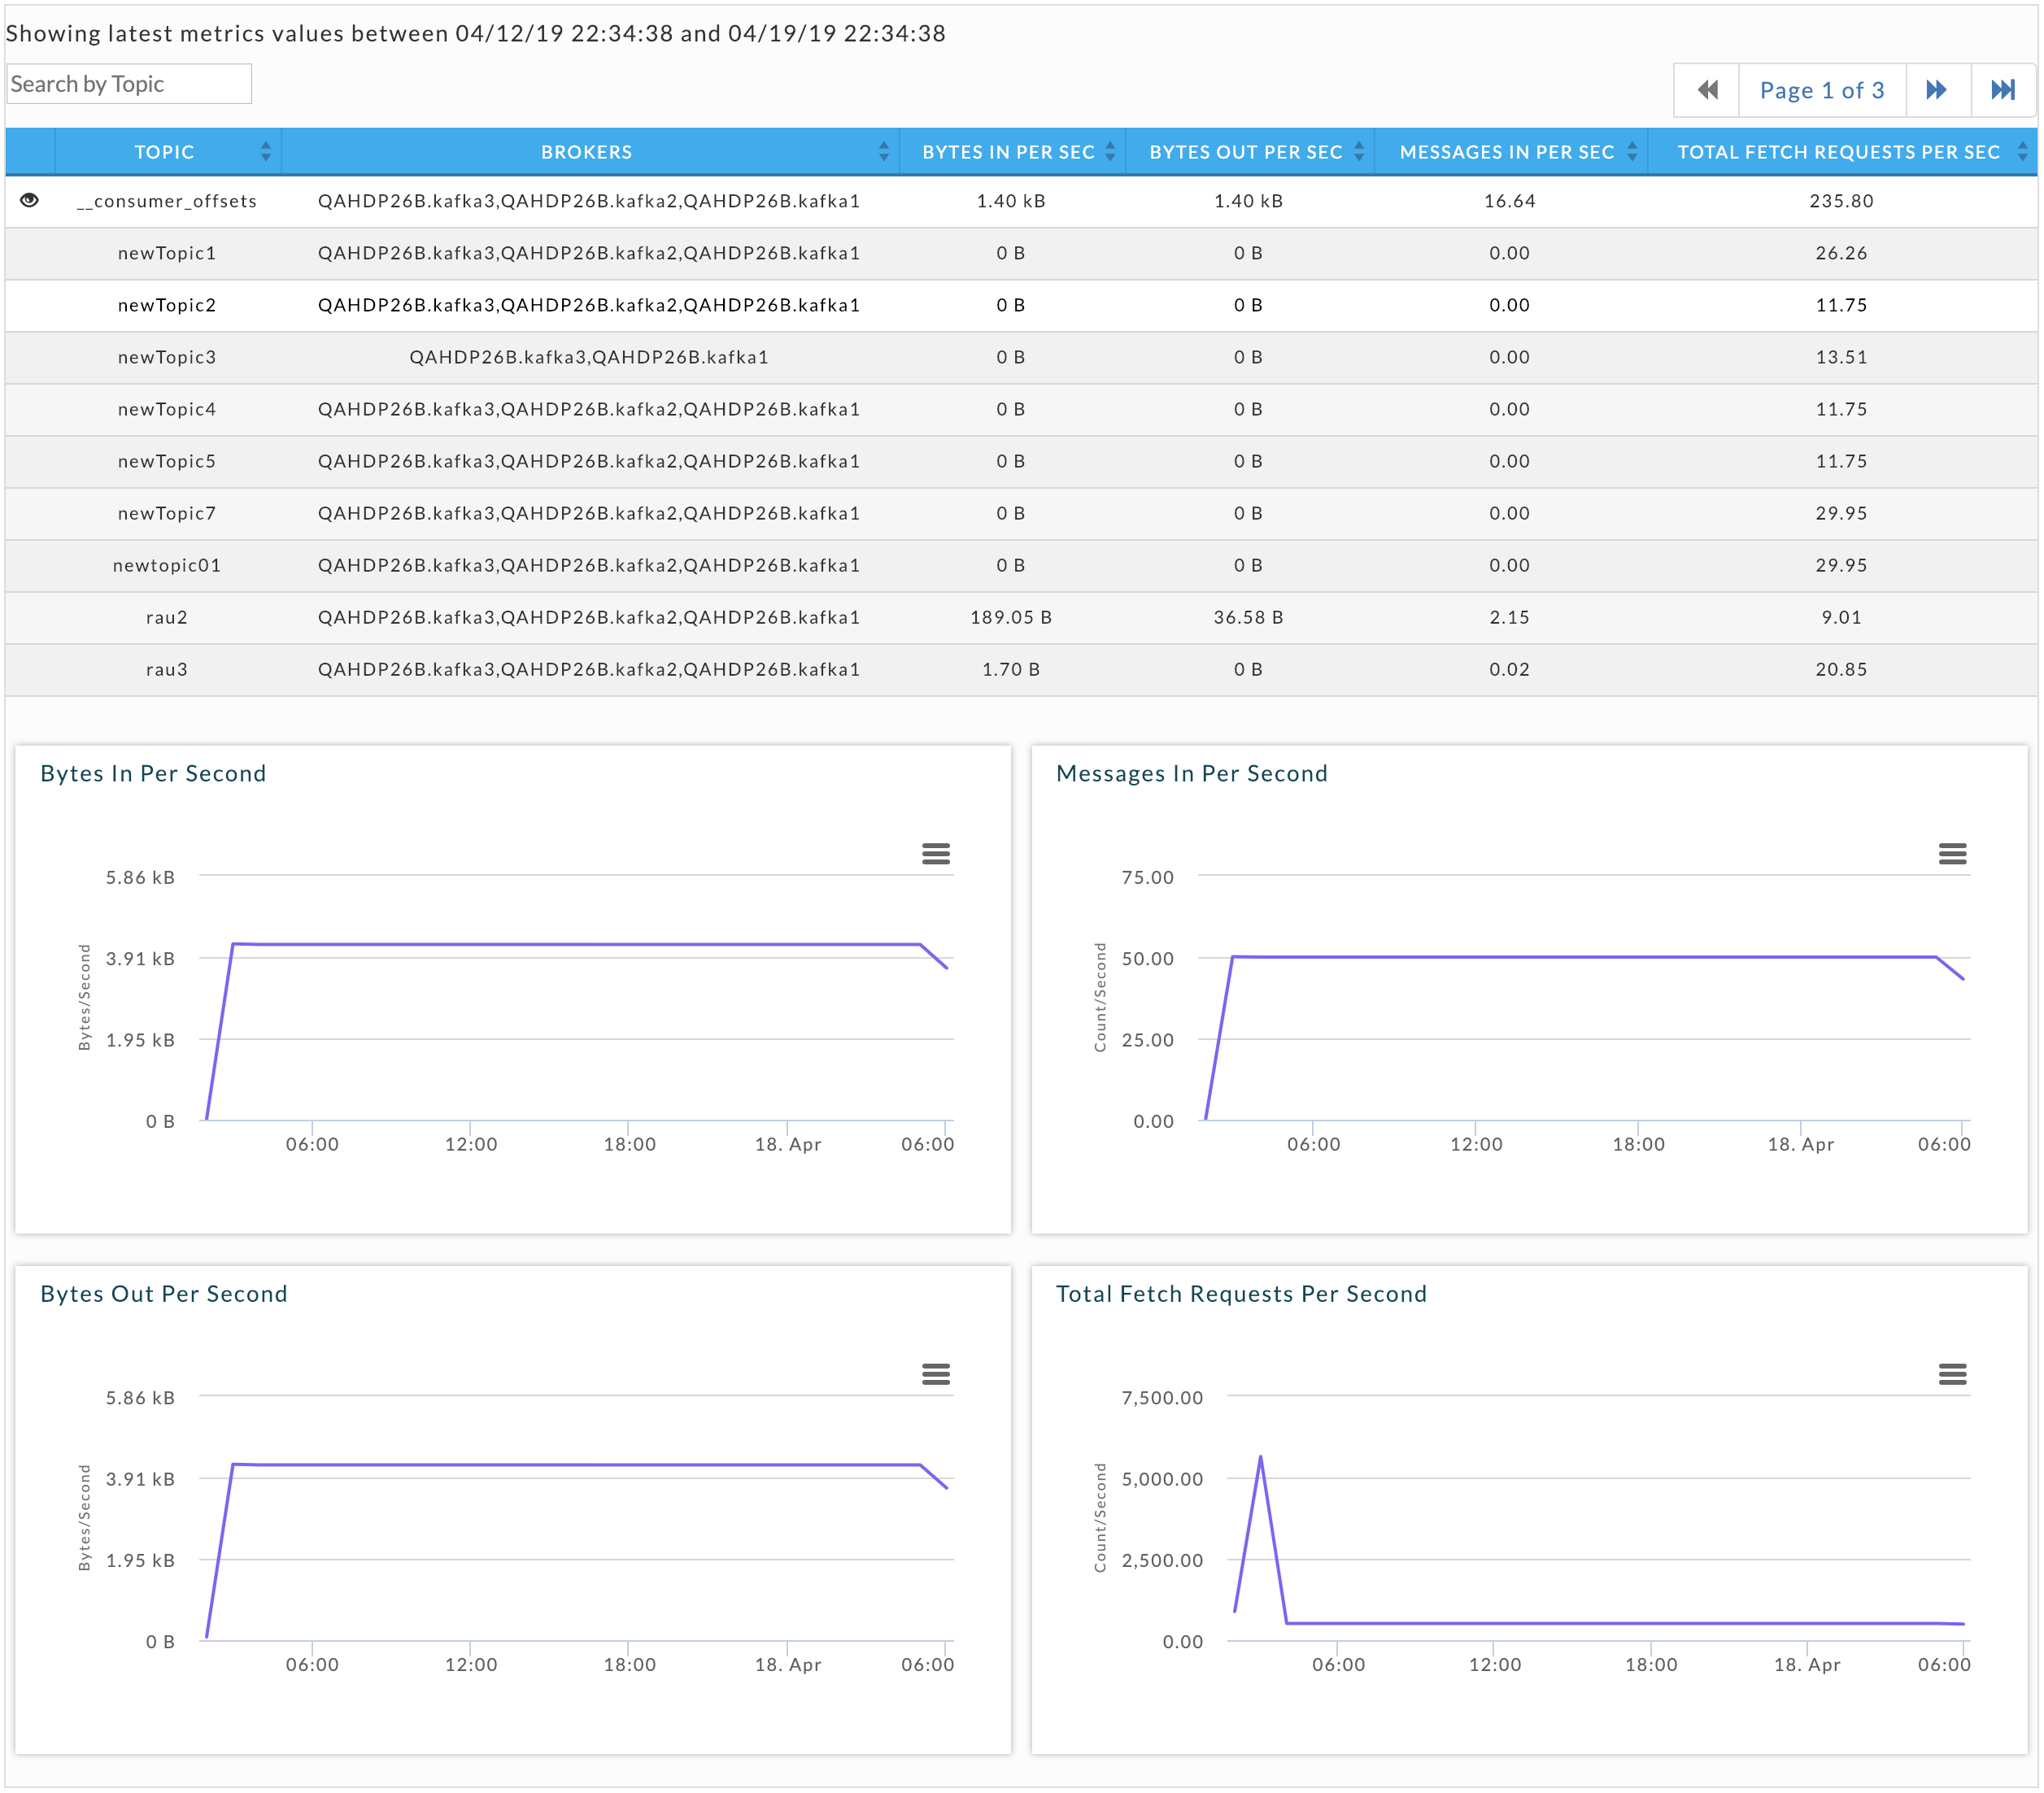 Showing latest metrics values between 04/12/19 22:34:38 and 04/19/19 22:34:38
Search by Topic
Page 1 of 3
TOPIC BROKERS BYTES IN PER SEC BYTES OUT PER SEC MESSAGES IN PER SEC TOTAL FETCH REQUESTS PER SEC
__consumer_offsets QAHDP26B.kafka3,QAHDP26B.kafka2,QAHDP26B.kafka1 1.40 kB 1.40 kB 16.64 235.80
newTopic1 QAHDP26B.kafka3,QAHDP26B.kafka2,QAHDP26B.kafka1 0 B 0 B 0.00 26.26
newTopic2 QAHDP26B.kafka3,QAHDP26B.kafka2,QAHDP26B.kafka1 0 B 0 B 0.00 11.75
newTopic3 QAHDP26B.kafka3,QAHDP26B.kafka1 0 B 0 B 0.00 13.51
newTopic4 QAHDP26B.kafka3,QAHDP26B.kafka2,QAHDP26B.kafka1 0 B 0 B 0.00 11.75
newTopic5 QAHDP26B.kafka3,QAHDP26B.kafka2,QAHDP26B.kafka1 0 B 0 B 0.00 11.75
newTopic7 QAHDP26B.kafka3,QAHDP26B.kafka2,QAHDP26B.kafka1 0 B 0 B 0.00 29.95
newtopic01 QAHDP26B.kafka3,QAHDP26B.kafka2,QAHDP26B.kafka1 0 B 0 B 0.00 29.95
rau2 QAHDP26B.kafka3,QAHDP26B.kafka2,QAHDP26B.kafka1 189.05 B 36.58 B 2.15 9.01
rau3 QAHDP26B.kafka3,QAHDP26B.kafka2,QAHDP26B.kafka1 1.70 B 0 B 0.02 20.85
Bytes In Per Second
Bytes/Second
5.86 kB
3.91 kB
1.95 kB
0 B
06:00 12:00 18:00 18. Apr 06:00
Messages In Per Second
Count/Second
75.00
50.00
25.00
0.00
06:00 12:00 18:00 18. Apr 06:00
Bytes Out Per Second
Bytes/Second
5.86 kB
3.91 kB
1.95 kB
0 B
06:00 12:00 18:00 18. Apr 06:00
Total Fetch Requests Per Second
Count/Second
7,500.00
5,000.00
2,500.00
0.00
06:00 12:00 18:00 18. Apr 06:00